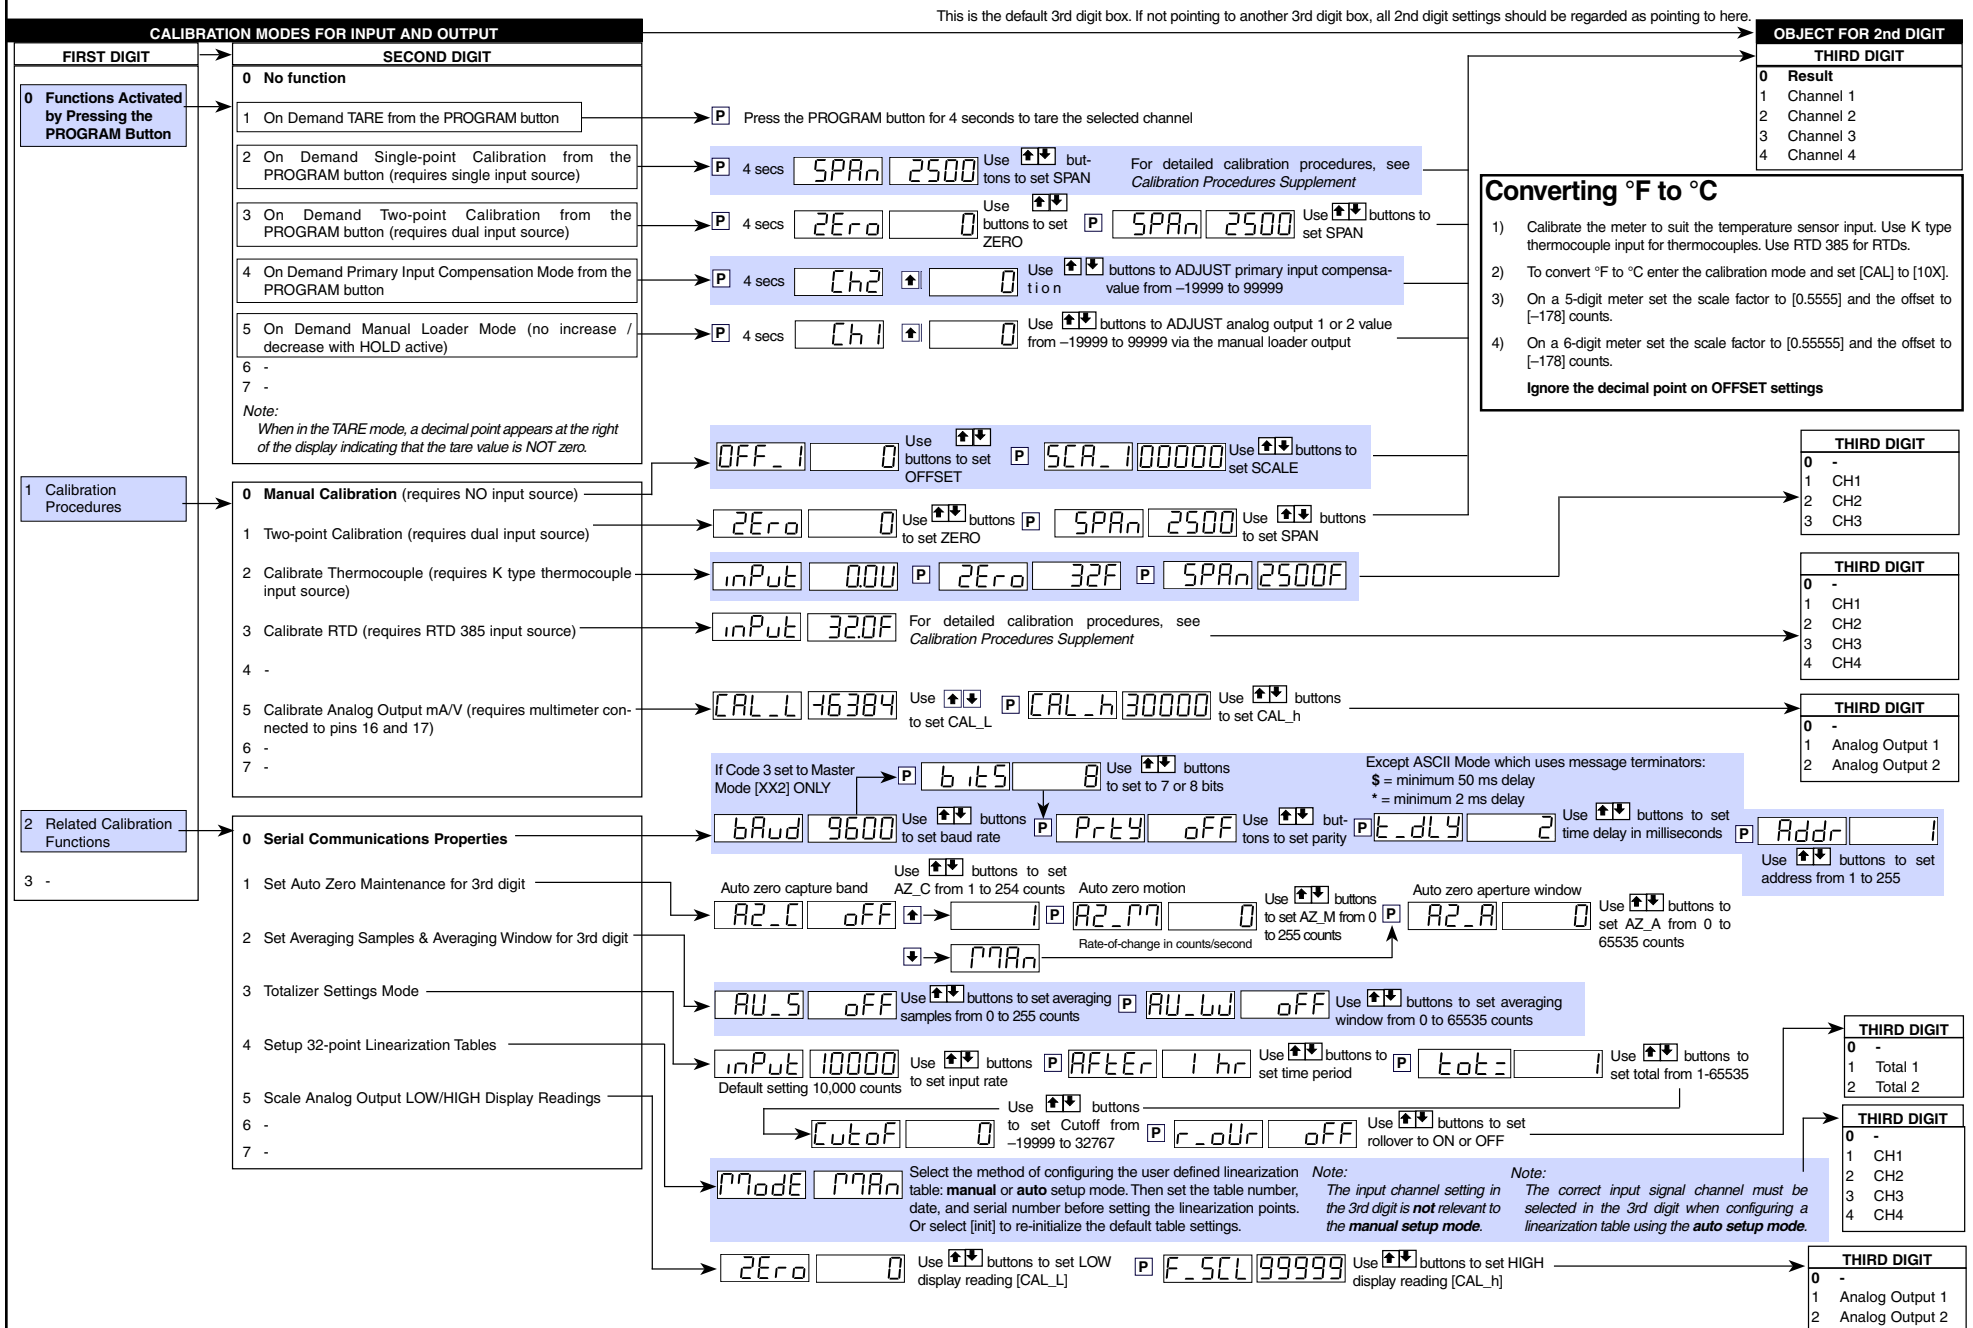 This is the default 3rd digit box. If not pointing to another 3rd digit box, all 2nd digit settings should be regarded as pointing to here.
CALIBRATION MODES FOR INPUT AND OUTPUT
FIRST DIGIT
SECOND DIGIT
OBJECT FOR 2nd DIGIT
THIRD DIGIT
0 Result
1 Channel 1
2 Channel 2
3 Channel 3
4 Channel 4
0 Functions Activated
by Pressing the
PROGRAM Button
0 No function
1 On Demand TARE from the PROGRAM button
P Press the PROGRAM button for 4 seconds to tare the selected channel
2 On Demand Single-point Calibration from the
PROGRAM button (requires single input source)
P 4 secs SPAn 2500 Use but-
tons to set SPAN
For detailed calibration procedures, see
Calibration Procedures Supplement
3 On Demand Two-point Calibration from the
PROGRAM button (requires dual input source)
P 4 secs 2Ero 0 Use
buttons to set
ZERO
P SPAn 2500 Use buttons to
set SPAN
4 On Demand Primary Input Compensation Mode from the
PROGRAM button
P 4 secs Ch2 0 Use buttons to ADJUST primary input compensa-
tion value from –19999 to 99999
5 On Demand Manual Loader Mode (no increase /
decrease with HOLD active)
P 4 secs Ch1 0 Use buttons to ADJUST analog output 1 or 2 value
from –19999 to 99999 via the manual loader output
6 -
7 -
Note:
When in the TARE mode, a decimal point appears at the right
of the display indicating that the tare value is NOT zero.
Converting °F to °C
1) Calibrate the meter to suit the temperature sensor input. Use K type
thermocouple input for thermocouples. Use RTD 385 for RTDs.
2) To convert °F to °C enter the calibration mode and set [CAL] to [10X].
3) On a 5-digit meter set the scale factor to [0.5555] and the offset to
[–178] counts.
4) On a 6-digit meter set the scale factor to [0.55555] and the offset to
[–178] counts.
Ignore the decimal point on OFFSET settings
1 Calibration
Procedures
0 Manual Calibration (requires NO input source)
OFF_1 0 Use
buttons to set
OFFSET
P SCA_1 00000 Use buttons to
set SCALE
1 Two-point Calibration (requires dual input source)
2Ero 0 Use buttons
to set ZERO
P SPAn 2500 Use buttons
to set SPAN
2 Calibrate Thermocouple (requires K type thermocouple
input source)
inPut 0.0U P 2Ero 32F P SPAn 2500F
THIRD DIGIT
0 -
1 CH1
2 CH2
3 CH3
3 Calibrate RTD (requires RTD 385 input source)
inPut 32.0F For detailed calibration procedures, see
Calibration Procedures Supplement
THIRD DIGIT
0 -
1 CH1
2 CH2
3 CH3
4 CH4
4 -
5 Calibrate Analog Output mA/V (requires multimeter con-
nected to pins 16 and 17)
CAL_L -16384 Use
to set CAL_L
P CAL_h 30000 Use buttons
to set CAL_h
THIRD DIGIT
0 -
1 Analog Output 1
2 Analog Output 2
6 -
7 -
2 Related Calibration
Functions
3 -
0 Serial Communications Properties
If Code 3 set to Master
Mode [XX2] ONLY
P bitS 8 Use buttons
to set to 7 or 8 bits
Except ASCII Mode which uses message terminators:
$ = minimum 50 ms delay
* = minimum 2 ms delay
bAud 9600 Use buttons
to set baud rate
P PrtY oFF Use but-
tons to set parity
P t_dLY 2 Use buttons to set
time delay in milliseconds
P Addr 1
Use buttons to set
address from 1 to 255
1 Set Auto Zero Maintenance for 3rd digit
Auto zero capture band
A2_C oFF
Use buttons to set
AZ_C from 1 to 254 counts
1
MAn
Auto zero motion
P A2_M 0
Rate-of-change in counts/second
Use buttons
to set AZ_M from 0
to 255 counts
Auto zero aperture window
P A2_A 0
Use buttons to
set AZ_A from 0 to
65535 counts
2 Set Averaging Samples & Averaging Window for 3rd digit
AU_S oFF Use buttons to set averaging
samples from 0 to 255 counts
P AU_W oFF Use buttons to set averaging
window from 0 to 65535 counts
3 Totalizer Settings Mode
inPut 10000
Default setting 10,000 counts
Use buttons
to set input rate
P AFtEr 1 hr Use buttons to
set time period
P tot= 1 Use buttons to
set total from 1-65535
CutoF 0 Use buttons
to set Cutoff from
–19999 to 32767
P r_oUr oFF Use buttons to set
rollover to ON or OFF
THIRD DIGIT
0 -
1 Total 1
2 Total 2
4 Setup 32-point Linearization Tables
ModE MAn
Select the method of configuring the user defined linearization
table: manual or auto setup mode. Then set the table number,
date, and serial number before setting the linearization points.
Or select [init] to re-initialize the default table settings.
Note:
The input channel setting in
the 3rd digit is not relevant to
the manual setup mode.
Note:
The correct input signal channel must be
selected in the 3rd digit when configuring a
linearization table using the auto setup mode.
THIRD DIGIT
0 -
1 CH1
2 CH2
3 CH3
4 CH4
5 Scale Analog Output LOW/HIGH Display Readings
2Ero 0 Use buttons to set LOW
display reading [CAL_L]
P F_SCL 99999 Use buttons to set HIGH
display reading [CAL_h]
THIRD DIGIT
0 -
1 Analog Output 1
2 Analog Output 2
6 -
7 -